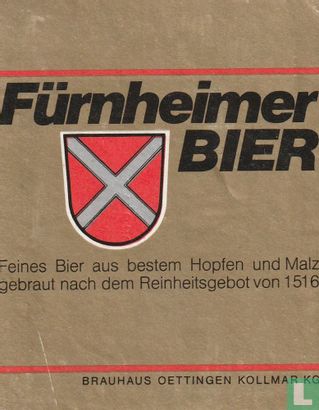 Fürnheimer
BIER
Feines Bier aus bestem Hopfen und Malz
gebraut nach dem Reinheitsgebot von 1516
BRAUHAUS OETTINGEN KOLLMAR KG
L